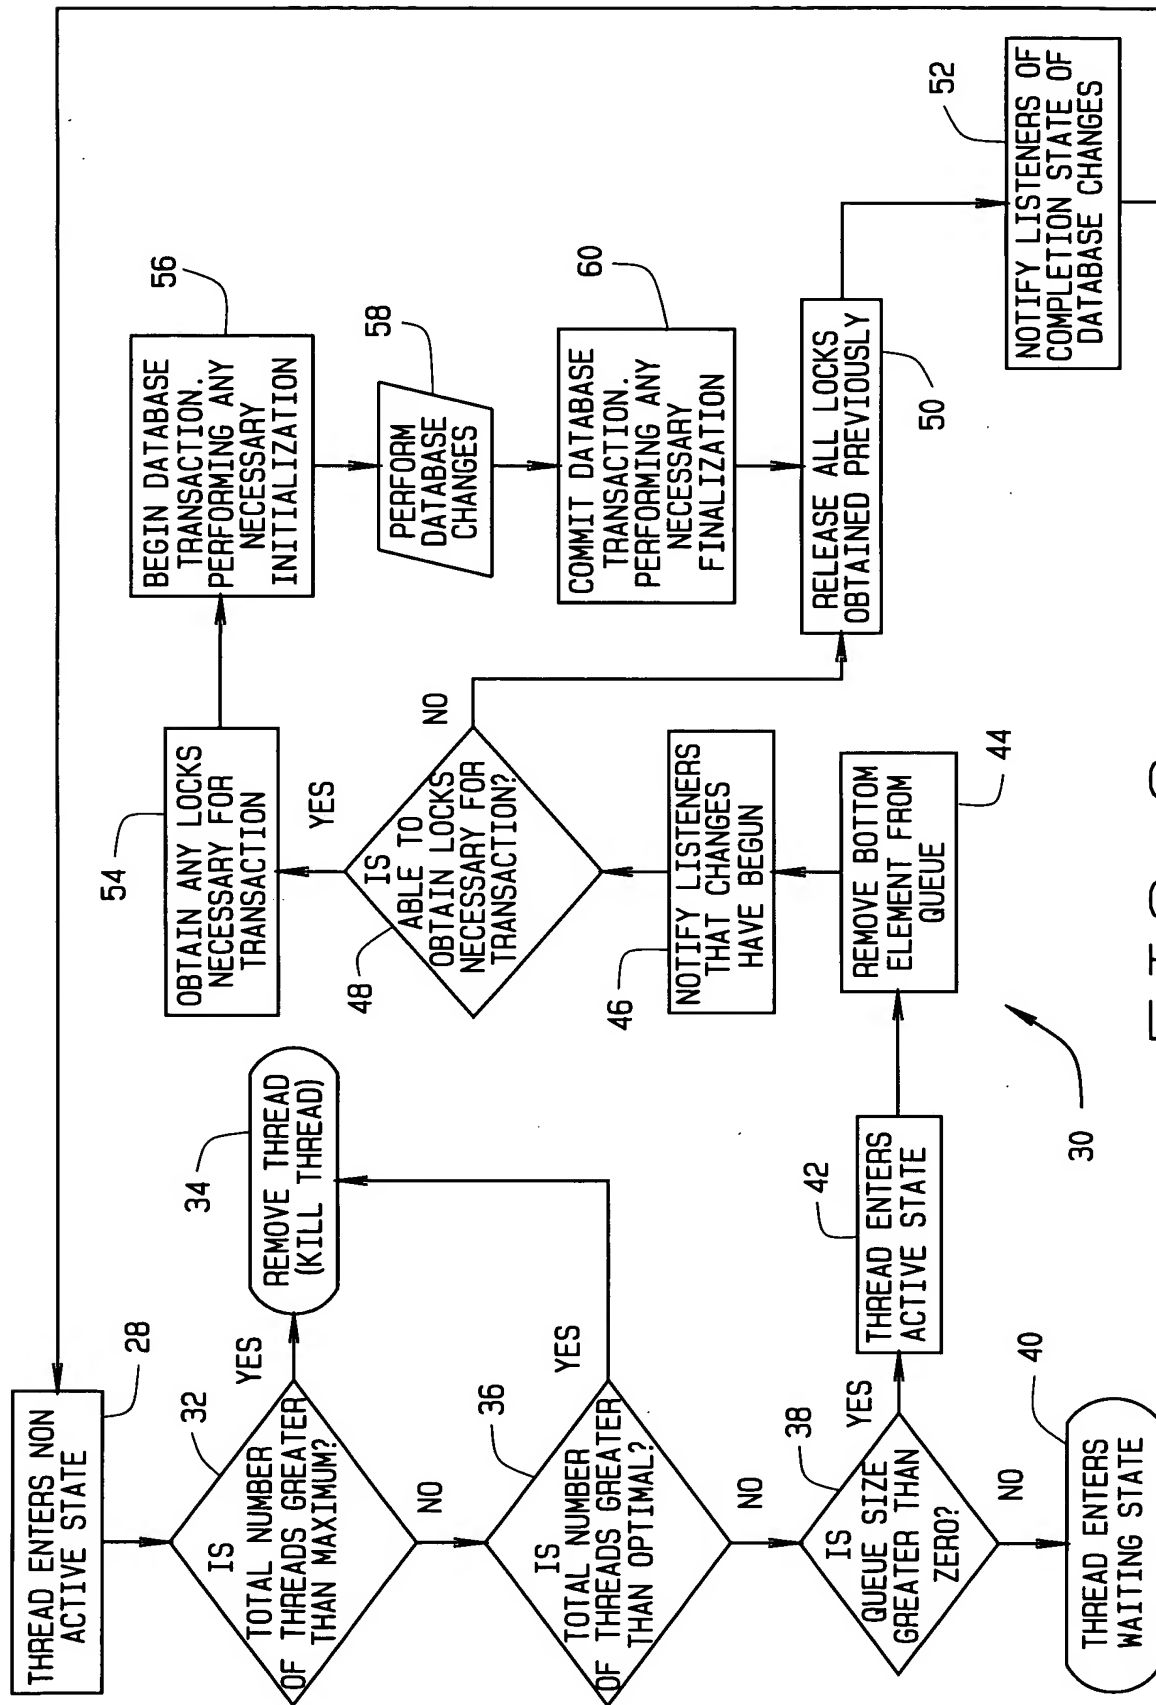 THREAD ENTERS NON
ACTIVE STATE
28
IS
TOTAL NUMBER
OF THREADS GREATER
THAN MAXIMUM?
32
YES
NO
REMOVE THREAD
(KILL THREAD)
34
IS
TOTAL NUMBER
OF THREADS GREATER
THAN OPTIMAL?
36
YES
NO
IS
QUEUE SIZE
GREATER THAN
ZERO?
38
YES
NO
THREAD ENTERS
WAITING STATE
40
THREAD ENTERS
ACTIVE STATE
42
REMOVE BOTTOM
ELEMENT FROM
QUEUE
44
NOTIFY LISTENERS
THAT CHANGES
HAVE BEGUN
46
IS
ABLE TO
OBTAIN LOCKS
NECESSARY FOR
TRANSACTION?
48
YES
NO
OBTAIN ANY LOCKS
NECESSARY FOR
TRANSACTION
54
BEGIN DATABASE
TRANSACTION.
PERFORMING ANY
NECESSARY
INITIALIZATION
56
PERFORM
DATABASE
CHANGES
58
COMMIT DATABASE
TRANSACTION.
PERFORMING ANY
NECESSARY
FINALIZATION
60
RELEASE ALL LOCKS
OBTAINED PREVIOUSLY
50
NOTIFY LISTENERS OF
COMPLETION STATE OF
DATABASE CHANGES
52
30